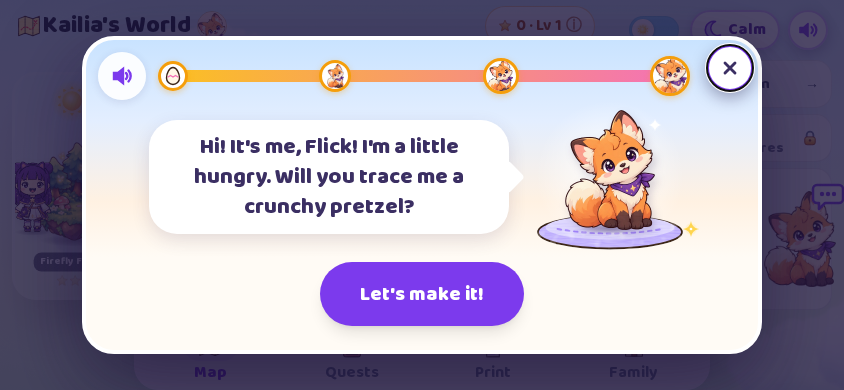 Kailia's World
0 · Lv 1 ⓘ
Calm
Hi! It's me, Flick! I'm a little
hungry. Will you trace me a
crunchy pretzel?
Let's make it!
Firefly
Map
Quests
Print
Family